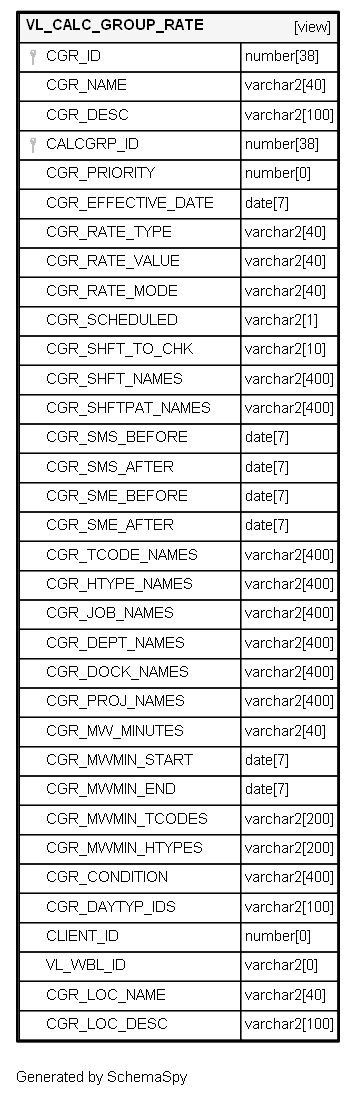 VL_CALC_GROUP_RATE [view]
CGR_ID number[38]
CGR_NAME varchar2[40]
CGR_DESC varchar2[100]
CALCGRP_ID number[38]
CGR_PRIORITY number[0]
CGR_EFFECTIVE_DATE date[7]
CGR_RATE_TYPE varchar2[40]
CGR_RATE_VALUE varchar2[40]
CGR_RATE_MODE varchar2[40]
CGR_SCHEDULED varchar2[1]
CGR_SHFT_TO_CHK varchar2[10]
CGR_SHFT_NAMES varchar2[400]
CGR_SHFTPAT_NAMES varchar2[400]
CGR_SMS_BEFORE date[7]
CGR_SMS_AFTER date[7]
CGR_SME_BEFORE date[7]
CGR_SME_AFTER date[7]
CGR_TCODE_NAMES varchar2[400]
CGR_HTYPE_NAMES varchar2[400]
CGR_JOB_NAMES varchar2[400]
CGR_DEPT_NAMES varchar2[400]
CGR_DOCK_NAMES varchar2[400]
CGR_PROJ_NAMES varchar2[400]
CGR_MW_MINUTES varchar2[40]
CGR_MWMIN_START date[7]
CGR_MWMIN_END date[7]
CGR_MWMIN_TCODES varchar2[200]
CGR_MWMIN_HTYPES varchar2[200]
CGR_CONDITION varchar2[400]
CGR_DAYTYP_IDS varchar2[100]
CLIENT_ID number[0]
VL_WBL_ID varchar2[0]
CGR_LOC_NAME varchar2[40]
CGR_LOC_DESC varchar2[100]
Generated by SchemaSpy